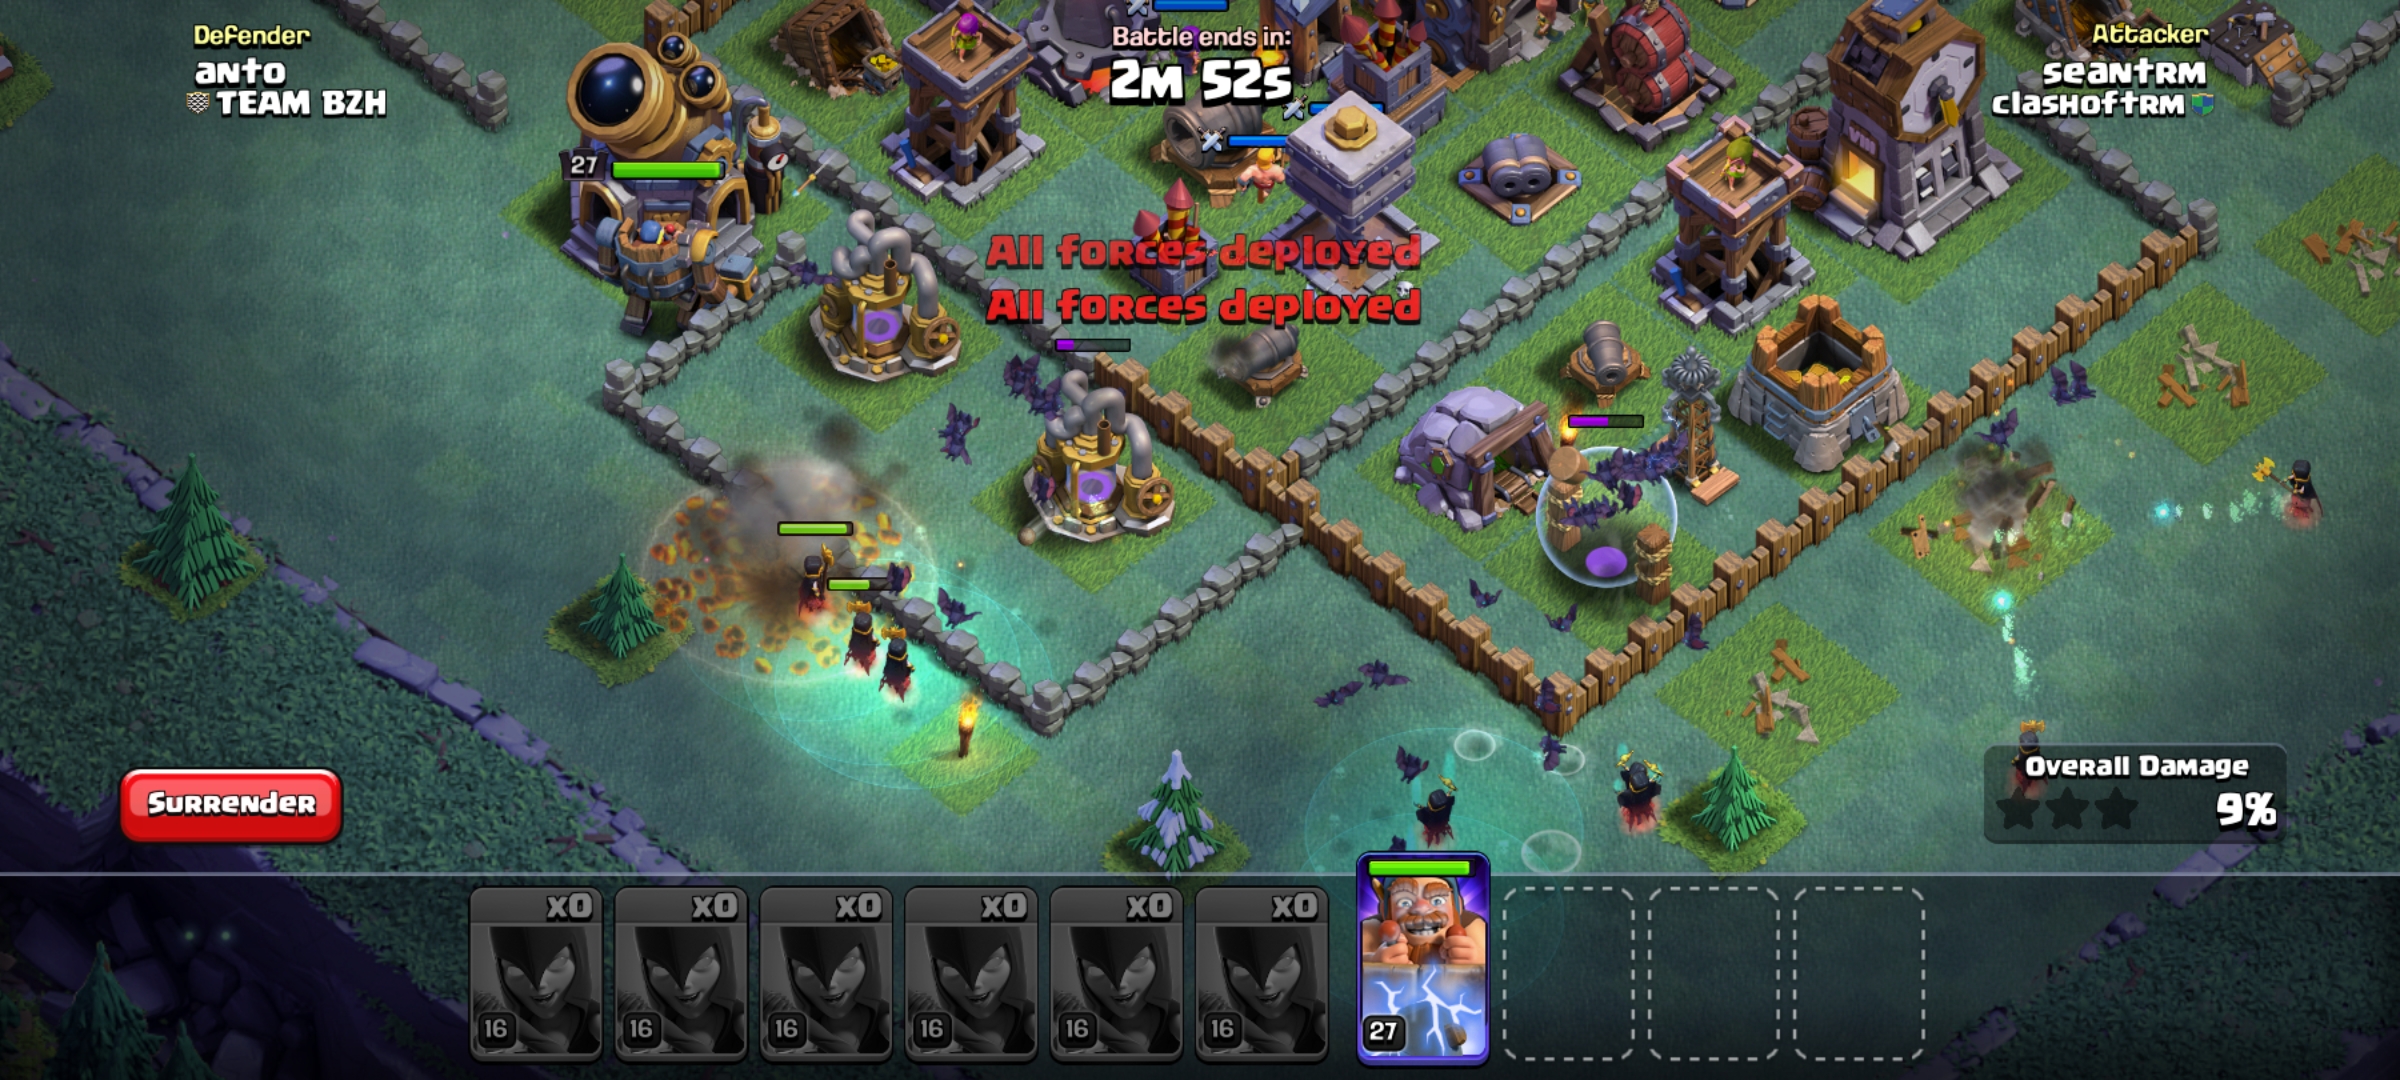 Defender
anto
TEAM BZH
Battle ends in:
2M 52s
Attacker
seantRM
clashoftRM
27
VIII
All forces deployed
All forces deployed
Surrender
Overall Damage
9%
x0
x0
x0
x0
x0
x0
16
16
16
16
16
16
27